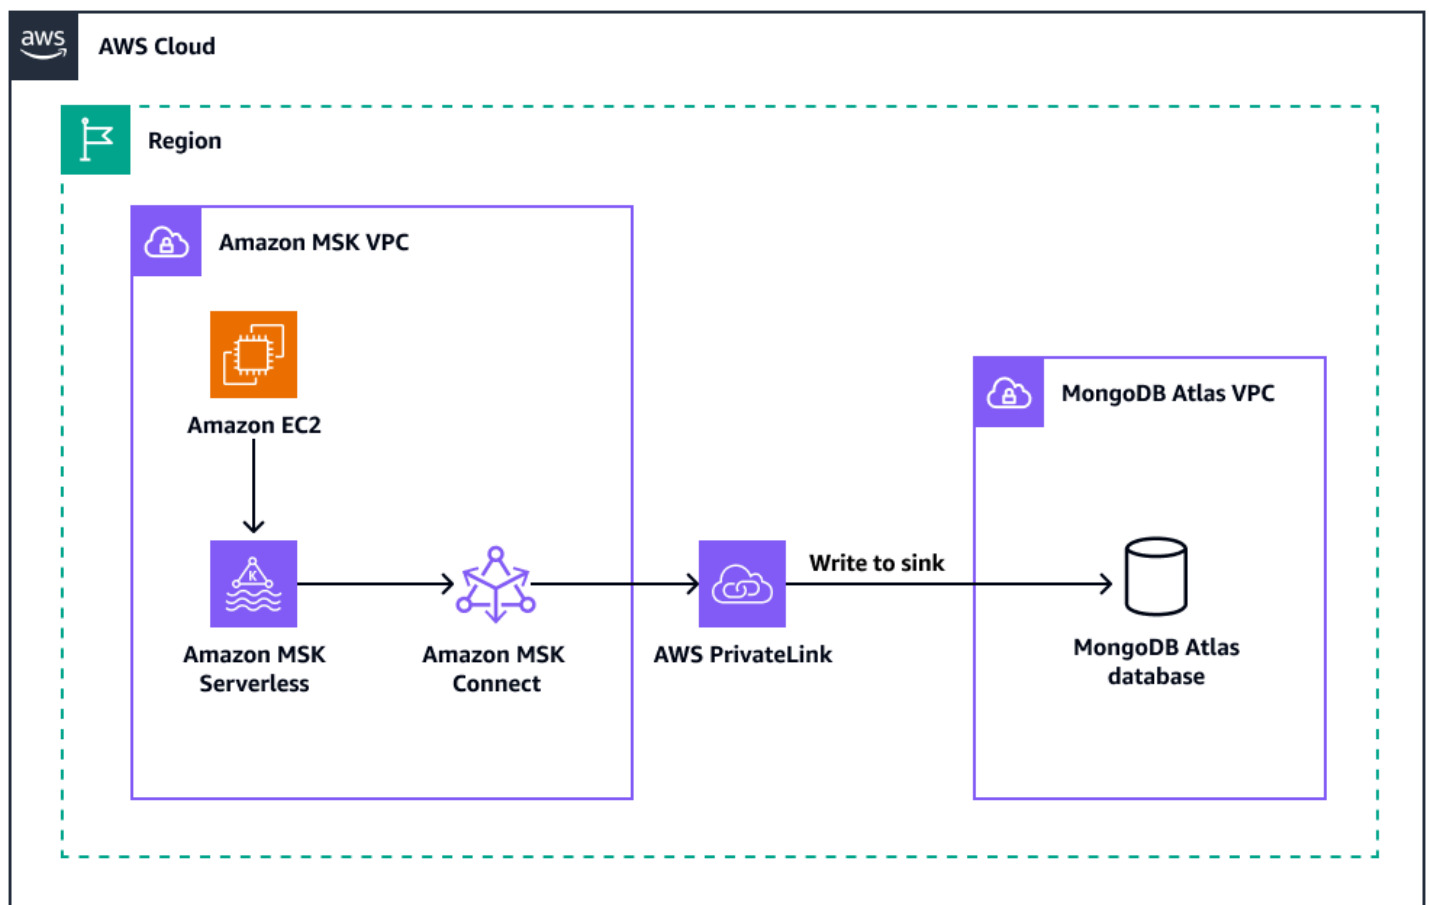 aws
AWS Cloud
Region
Amazon MSK VPC
Amazon EC2
MongoDB Atlas VPC
Write to sink
K
Amazon MSK
Serverless
Amazon MSK
Connect
AWS PrivateLink
MongoDB Atlas
database